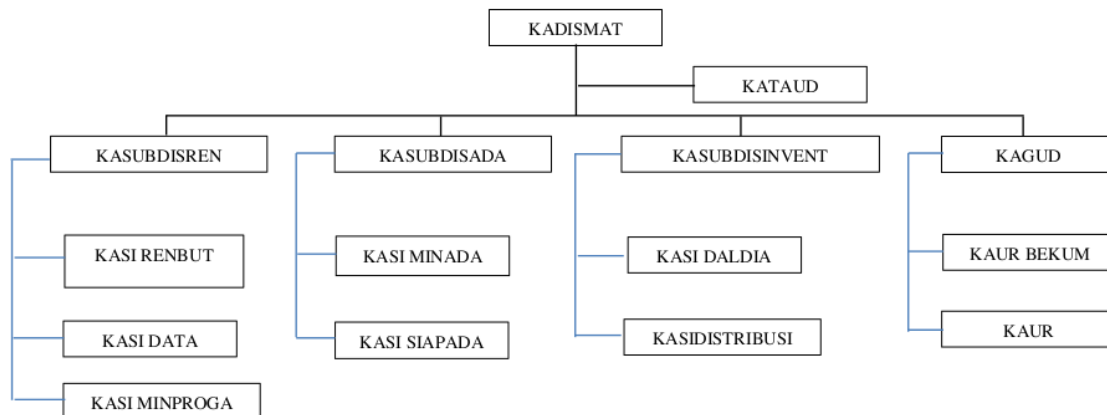 KADISMAT
KATAUD
KASUBDISREN
KASUBDISADA
KASUBDISINVENT
KAGUD
KASI RENBUT
KASI MINADA
KASI DALDIA
KAUR BEKUM
KASI DATA
KASI SIAPADA
KASIDISTRIBUSI
KAUR
KASI MINPROGA